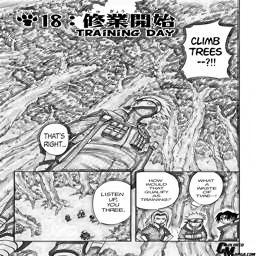 18：修業開始
TRAINING DAY
CLIMB
TREES
--?!!
THAT'S
RIGHT...
LISTEN
UP,
YOU
THREE.
HOW
WOULD
THAT
QUALIFY
AS
TRAINING?
WHAT
A
WASTE
OF
TIME--